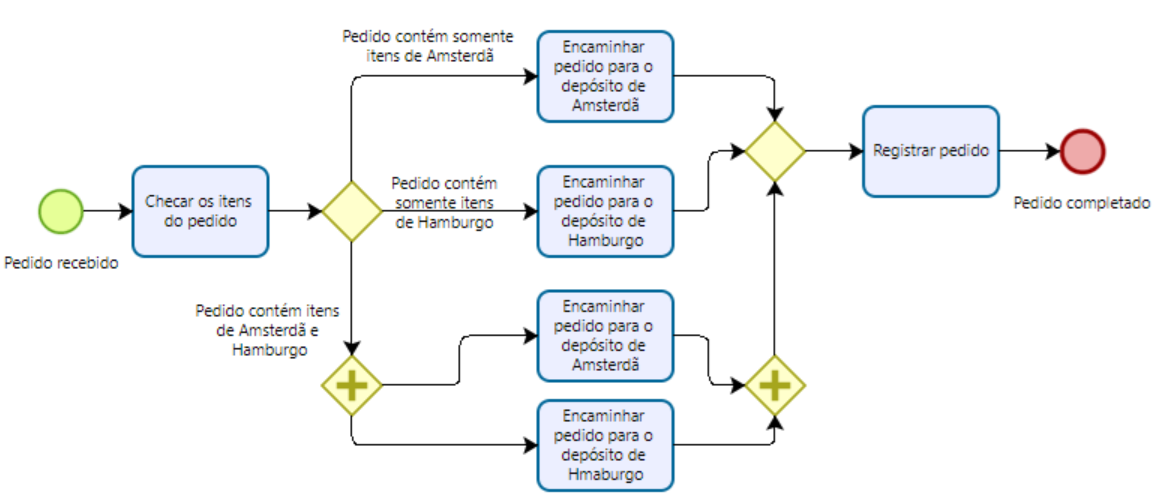 Pedido contém somente
itens de Amsterdã
Encaminhar
pedido para o
depósito de
Amsterdã
Checar os itens
do pedido
Pedido contém
somente itens
de Hamburgo
Encaminhar
pedido para o
depósito de
Hamburgo
Registrar pedido
Pedido completado
Pedido recebido
Pedido contém itens
de Amsterdã e
Hamburgo
Encaminhar
pedido para o
depósito de
Amsterdã
Encaminhar
pedido para o
depósito de
Hmaburgo